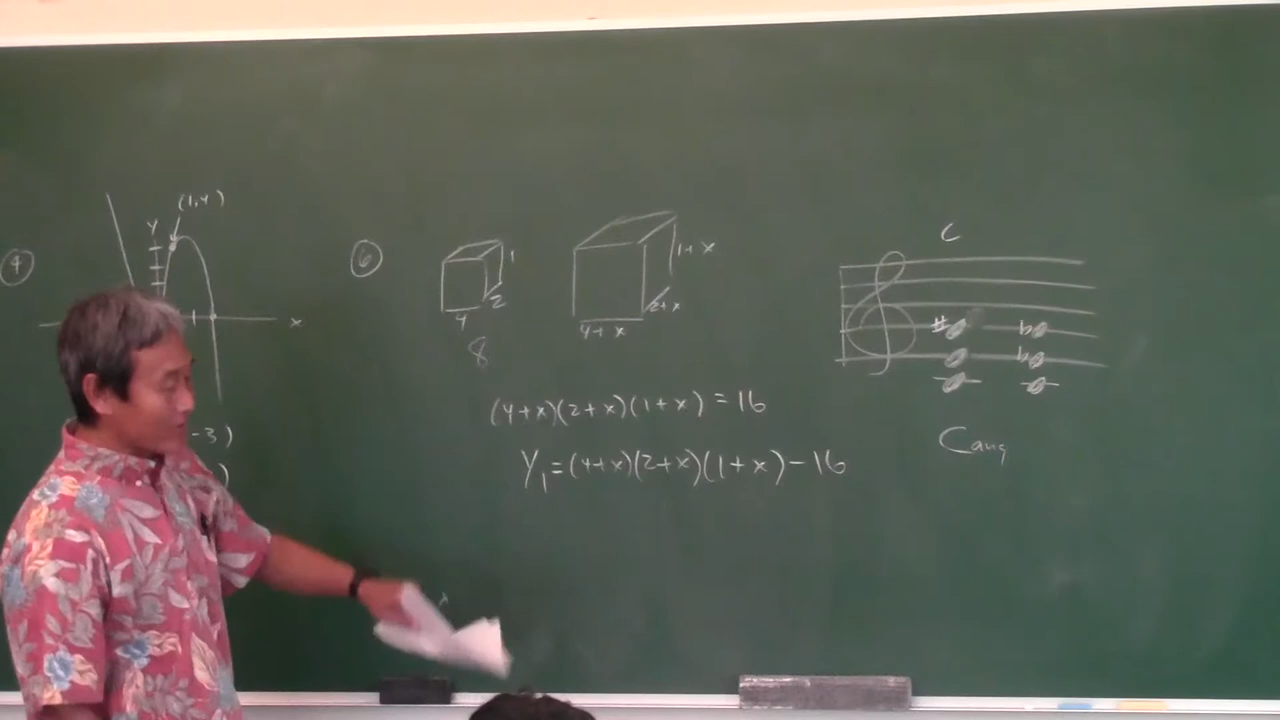 ④
(1,4)
Y
x
-3)
)
⑥
1
2
4
8
1+x
2+x
4+x
(4+x)(2+x)(1+x)=16
Y₁=(4+x)(2+x)(1+x)-16
C
#
b
b
Caug